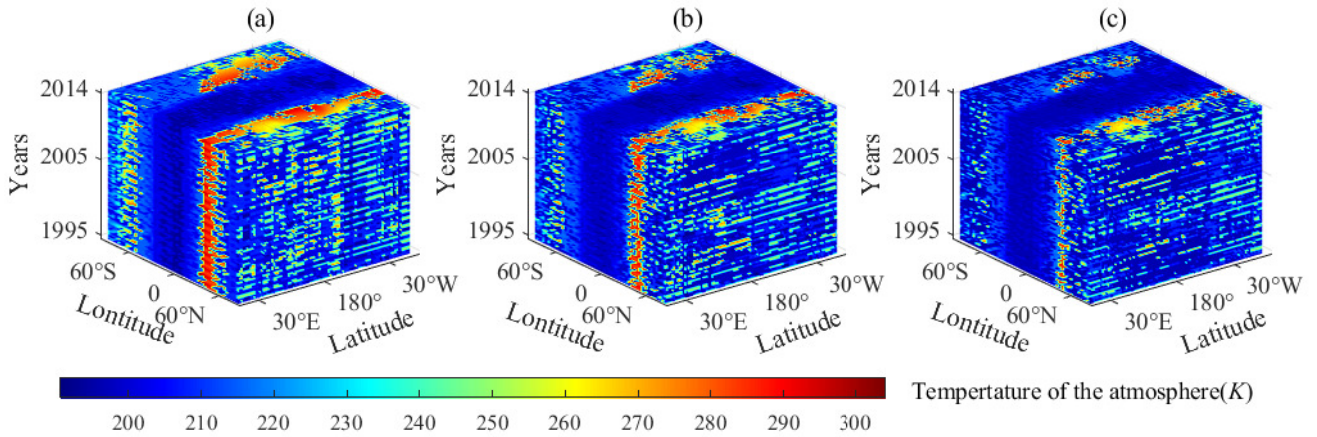 (a) (b) (c)
2014 2014 2014
2005 2005 2005
1995 1995 1995
Years Years Years
60°S 60°S 60°S
0 0 0
60°N 60°N 60°N
Lontitude Lontitude Lontitude
30°E 30°E 30°E
180° 180° 180°
30°W 30°W 30°W
Latitude Latitude Latitude
Tempertature of the atmosphere(K)
200 210 220 230 240 250 260 270 280 290 300